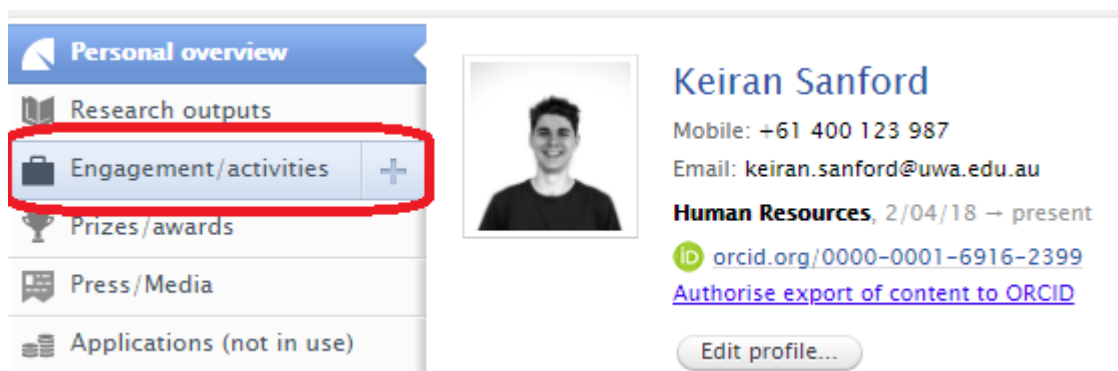 Personal overview
Research outputs
Engagement/activities
Prizes/awards
Press/Media
Applications (not in use)
Keiran Sanford
Mobile: +61 400 123 987
Email: keiran.sanford@uwa.edu.au
Human Resources, 2/04/18 → present
iD orcid.org/0000-0001-6916-2399
Authorise export of content to ORCID
Edit profile...